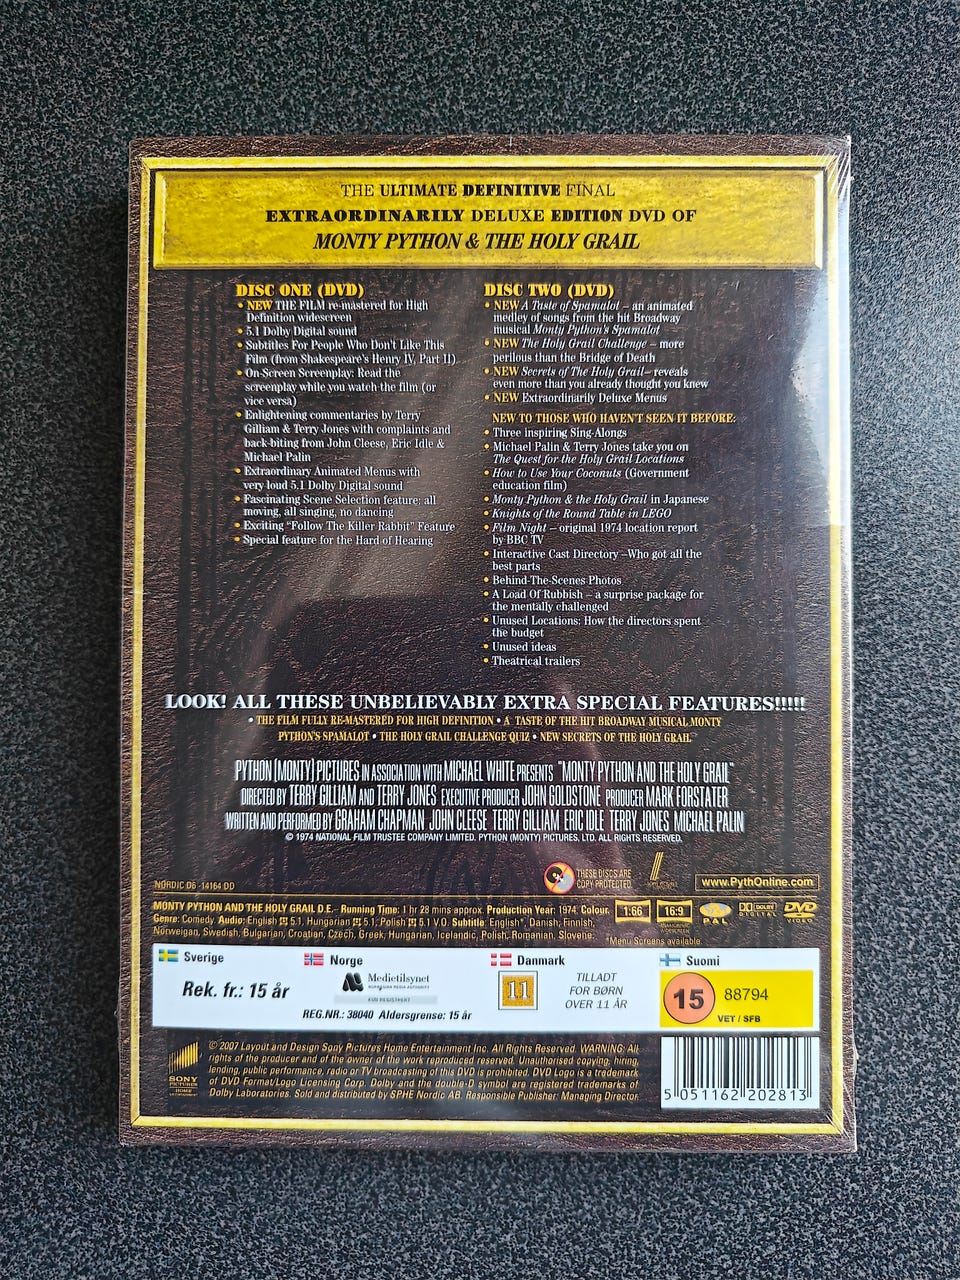 THE ULTIMATE DEFINITIVE FINAL
EXTRAORDINARILY DELUXE EDITION DVD OF
MONTY PYTHON & THE HOLY GRAIL
DISC ONE (DVD)
• NEW THE FILM re-mastered for High
Definition widescreen
• 5.1 Dolby Digital sound
• Subtitles For People Who Don't Like This
Film (from Shakespeare's Henry IV, Part II)
• On-Screen Screenplay: Read the
screenplay while you watch the film (or
vice versa)
• Enlightening commentaries by Terry
Gilliam & Terry Jones with complaints and
back-biting from John Cleese, Eric Idle &
Michael Palin
• Extraordinary Animated Menus with
very loud 5.1 Dolby Digital sound
• Fascinating Scene Selection feature; all
moving, all singing, no dancing
• Exciting "Follow The Killer Rabbit" Feature
• Special feature for the Hard of Hearing
DISC TWO (DVD)
• NEW A Taste of Spamalot – an animated
medley of songs from the hit Broadway
musical Monty Python's Spamalot
• NEW The Holy Grail Challenge – more
perilous than the Bridge of Death
• NEW Secrets of The Holy Grail– reveals
even more than you already thought you knew
• NEW Extraordinarily Deluxe Menus
NEW TO THOSE WHO HAVEN'T SEEN IT BEFORE:
• Three inspiring Sing-Alongs
• Michael Palin & Terry Jones take you on
The Quest for the Holy Grail Locations
• How to Use Your Coconuts (Government
education film)
• Monty Python & the Holy Grail in Japanese
• Knights of the Round Table in LEGO
• Film Night – original 1974 location report
by BBC TV
• Interactive Cast Directory –Who got all the
best parts
• Behind-The-Scenes Photos
• A Load Of Rubbish – a surprise package for
the mentally challenged
• Unused Locations: How the directors spent
the budget
• Unused ideas
• Theatrical trailers
LOOK! ALL THESE UNBELIEVABLY EXTRA SPECIAL FEATURES!!!!!
• THE FILM FULLY RE-MASTERED FOR HIGH DEFINITION • A TASTE OF THE HIT BROADWAY MUSICAL MONTY
PYTHON'S SPAMALOT • THE HOLY GRAIL CHALLENGE QUIZ • NEW SECRETS OF THE HOLY GRAIL
PYTHON (MONTY) PICTURES IN ASSOCIATION WITH MICHAEL WHITE PRESENTS "MONTY PYTHON AND THE HOLY GRAIL"
DIRECTED BY TERRY GILLIAM AND TERRY JONES EXECUTIVE PRODUCER JOHN GOLDSTONE PRODUCER MARK FORSTATER
WRITTEN AND PERFORMED BY GRAHAM CHAPMAN JOHN CLEESE TERRY GILLIAM ERIC IDLE TERRY JONES MICHAEL PALIN
© 1974 NATIONAL FILM TRUSTEE COMPANY LIMITED. PYTHON (MONTY) PICTURES, LTD. ALL RIGHTS RESERVED.
THESE DISCS ARE
COPY PROTECTED
NORDIC D6 -14164 DD
www.PythOnline.com
MONTY PYTHON AND THE HOLY GRAIL D.E.- Running Time: 1 hr 28 mins approx. Production Year: 1974. Colour.
Genre: Comedy. Audio: English 5.1, Hungarian 5.1, Polish 5.1 V.O. Subtitle: English*, Danish, Finnish,
Norwegian, Swedish, Bulgarian, Croatian, Czech, Greek, Hungarian, Icelandic, Polish, Romanian, Slovene.
*Menu Screens available.
1:66
16:9
ANAMORPHIC
WIDESCREEN
PAL
DOLBY
DIGITAL
DVD
VIDEO
Sverige
Rek. fr.: 15 år
Norge
Medietilsynet
NORWEGIAN MEDIA AUTHORITY
KUN REGISTRERT
REG.NR.: 38040 Aldersgrense: 15 år
Danmark
11
TILLADT
FOR BØRN
OVER 11 ÅR
Suomi
15
88794
VET / SFB
SONY
PICTURES
HOME
ENTERTAINMENT
© 2007 Layout and Design Sony Pictures Home Entertainment Inc. All Rights Reserved. WARNING: All
rights of the producer and of the owner of the work reproduced reserved. Unauthorised copying, hiring,
lending, public performance, radio or TV broadcasting of this DVD is prohibited. DVD Logo is a trademark
of DVD Format/Logo Licensing Corp. Dolby and the double-D symbol are registered trademarks of
Dolby Laboratories. Sold and distributed by SPHE Nordic AB. Responsible Publisher: Managing Director.
5 051162 202813